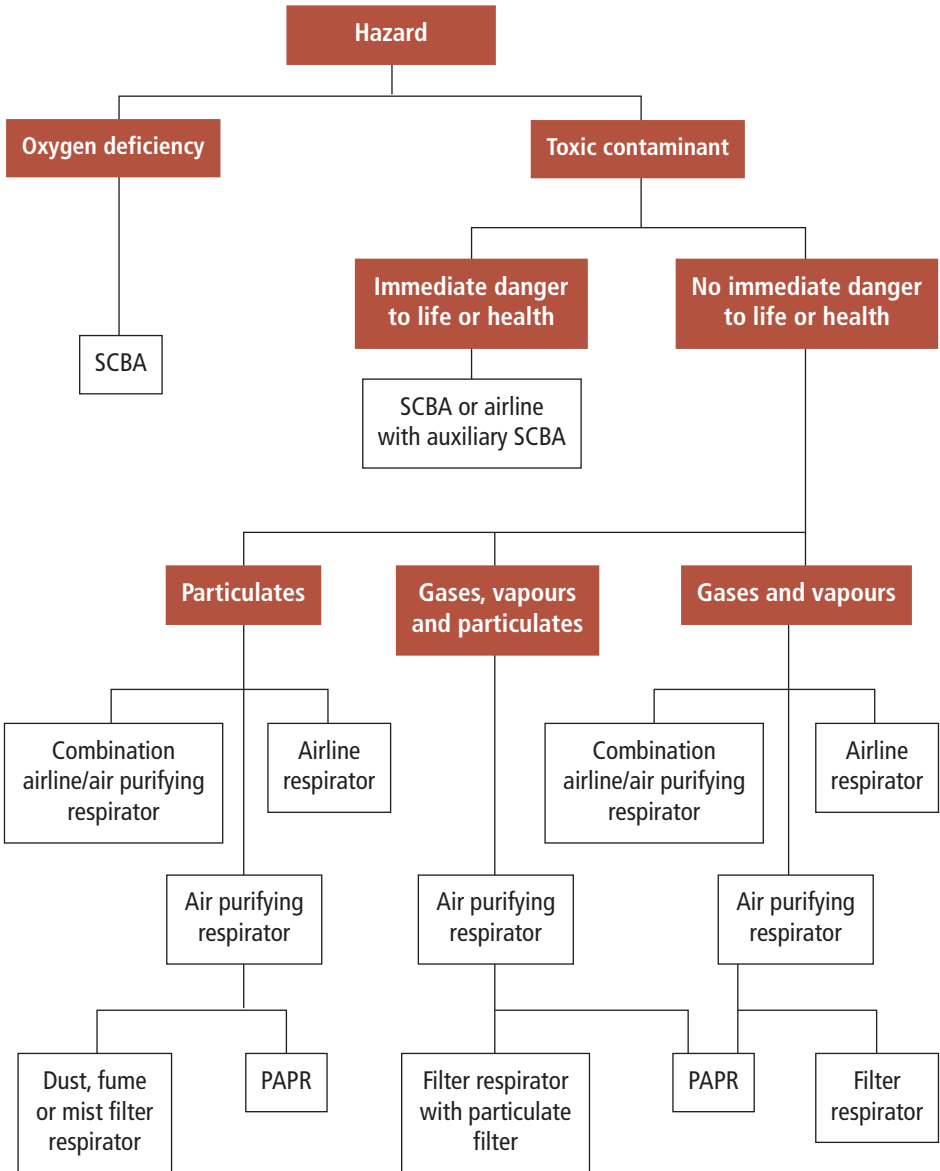 Hazard
Oxygen deficiency
Toxic contaminant
Immediate danger
to life or health
No immediate danger
to life or health
SCBA
SCBA or airline
with auxiliary SCBA
Particulates
Gases, vapours
and particulates
Gases and vapours
Combination
airline/air purifying
respirator
Airline
respirator
Combination
airline/air purifying
respirator
Airline
respirator
Air purifying
respirator
Air purifying
respirator
Air purifying
respirator
Dust, fume
or mist filter
respirator
PAPR
Filter respirator
with particulate
filter
PAPR
Filter
respirator